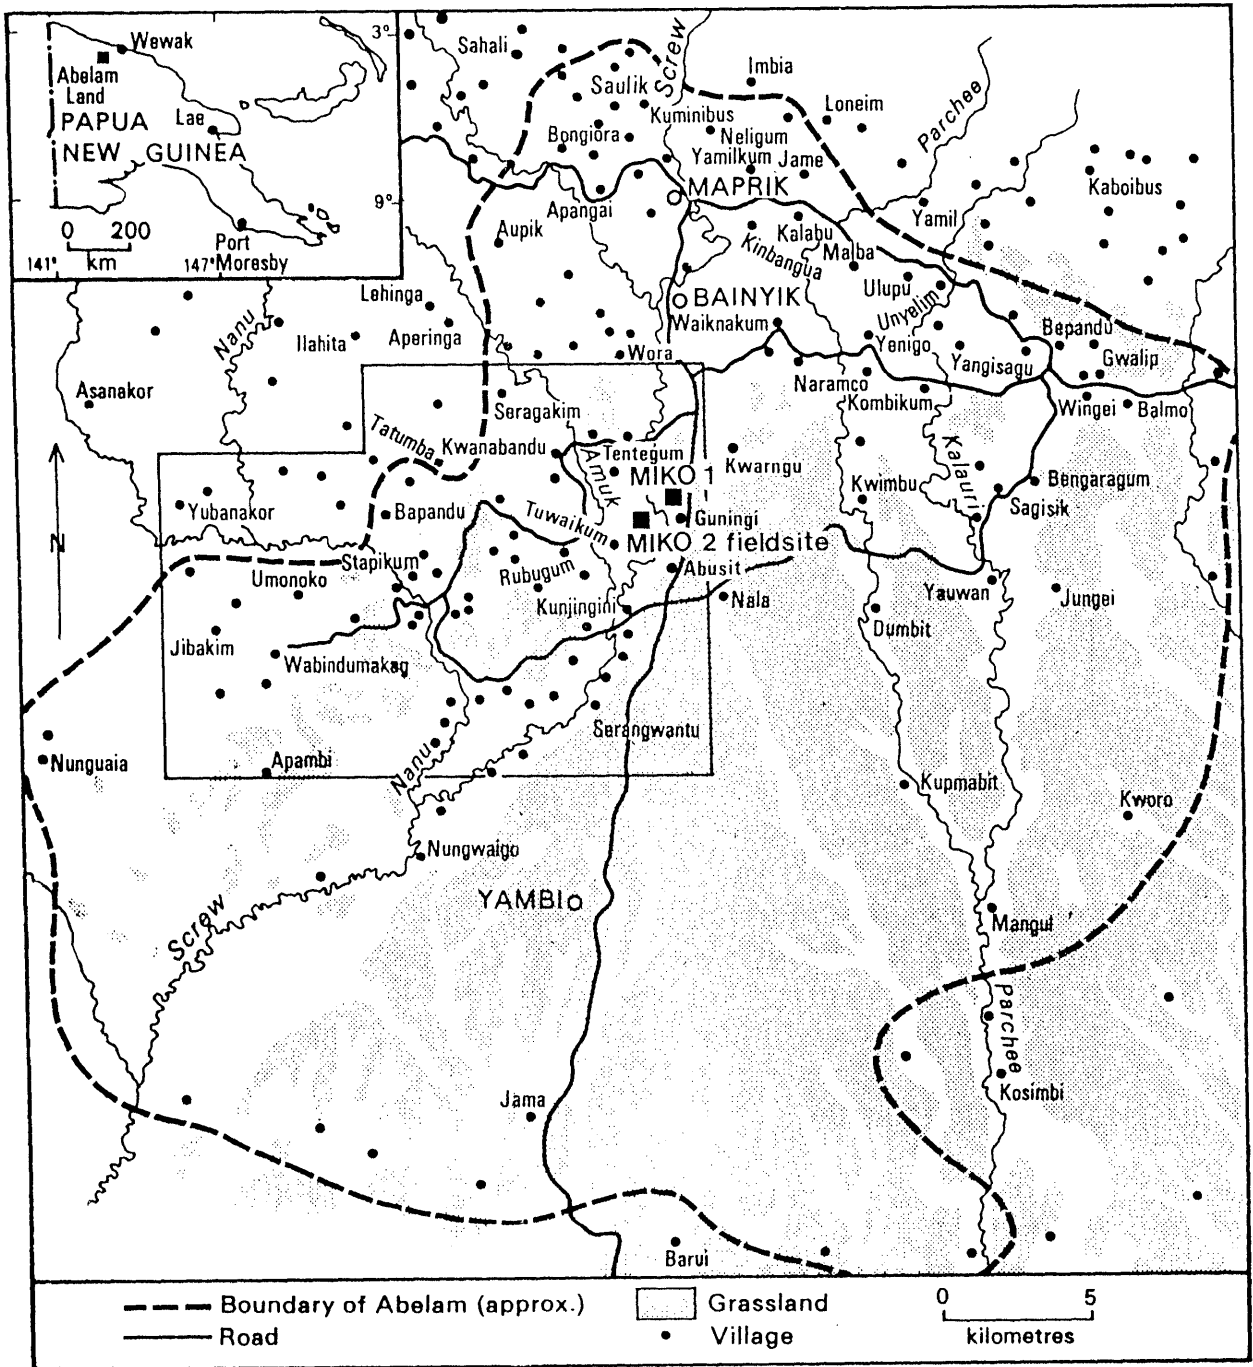 3°
Wewak
Abelam
Land
PAPUA
Lae
NEW GUINEA
9°
0 200
km
Port
Moresby
141°
147°
Sahali
Screw
Saulik
Imbia
Loneim
Parchee
Kuminibus
Neligum
Bongiora
Yamilkum
Jame
Kaboibus
MAPRIK
Apangai
Yamil
Aupik
Kalabu
Kinbangua
Malba
Ulupu
Lehinga
BAINYIK
Unyelim
Nanu
Ilahita
Aperinga
Waiknakum
Bepandu
Yenigo
Wora
Yangisagu
Gwalip
Asanakor
Naramco
Seragakim
Kombikum
Wingei
Balmo
Tatumba
Kwanabandu
Tentegum
Amuk
MIKO 1
Kwarngu
Kalauri
Kwimbu
Bengaragum
Sagisik
Yubanakor
Bapandu
Tuwaikum
Guningi
MIKO 2 fieldsite
Stapikum
Rubugum
Abusit
Umonoko
Kunjingini
Nala
Yauwan
Jungei
Jibakim
Dumbit
Wabindumakag
Serangwantu
Nunguaia
Apambi
Nanu
Kupmabit
Kworo
Nungwaigo
YAMBI
Screw
Mangul
Parchee
Kosimbi
Jama
Barui
Boundary of Abelam (approx.)
Grassland
0 5
Road
Village
kilometres
N